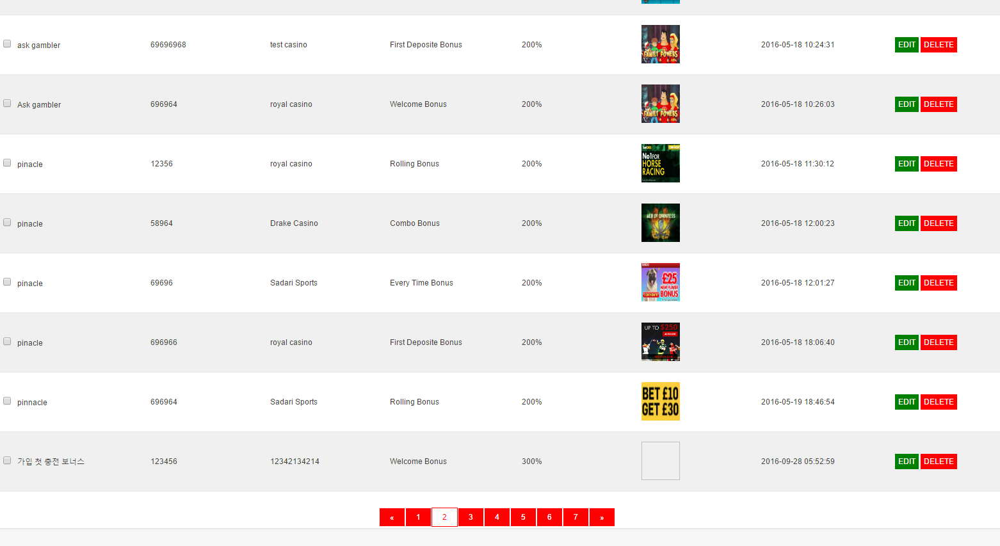 ask gambler 69696968 test casino First Deposite Bonus 200% FAMILY POWERS 2016-05-18 10:24:31 EDIT DELETE
Ask gambler 696964 royal casino Welcome Bonus 200% FAMILY POWERS 2016-05-18 10:26:03 EDIT DELETE
pinacle 12356 royal casino Rolling Bonus 200% No1 FOR HORSE RACING 2016-05-18 11:30:12 EDIT DELETE
pinacle 58964 Drake Casino Combo Bonus 200% WEB OF DARKNESS 2016-05-18 12:00:23 EDIT DELETE
pinacle 69696 Sadari Sports Every Time Bonus 200% £25 NEW PLAYER BONUS 2016-05-18 12:01:27 EDIT DELETE
pinacle 696966 royal casino First Deposite Bonus 200% UP TO $250 JOIN NOW 2016-05-18 18:06:40 EDIT DELETE
pinnacle 696964 Sadari Sports Rolling Bonus 200% BET £10 GET £30 2016-05-19 18:46:54 EDIT DELETE
가입 첫 충전 보너스 123456 12342134214 Welcome Bonus 300% 2016-09-28 05:52:59 EDIT DELETE
« 1 2 3 4 5 6 7 »